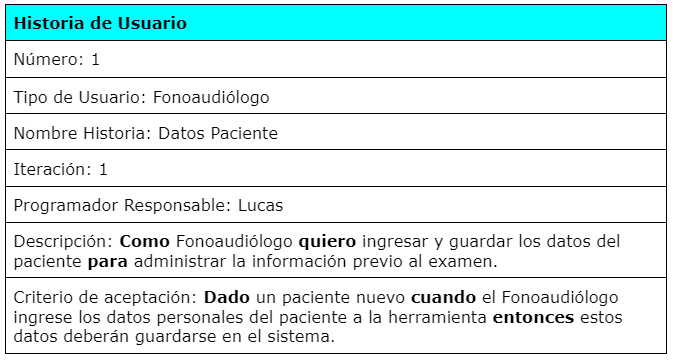 Historia de Usuario
Número: 1
Tipo de Usuario: Fonoaudiólogo
Nombre Historia: Datos Paciente
Iteración: 1
Programador Responsable: Lucas
Descripción: Como Fonoaudiólogo quiero ingresar y guardar los datos del
paciente para administrar la información previo al examen.
Criterio de aceptación: Dado un paciente nuevo cuando el Fonoaudiólogo
ingrese los datos personales del paciente a la herramienta entonces estos
datos deberán guardarse en el sistema.